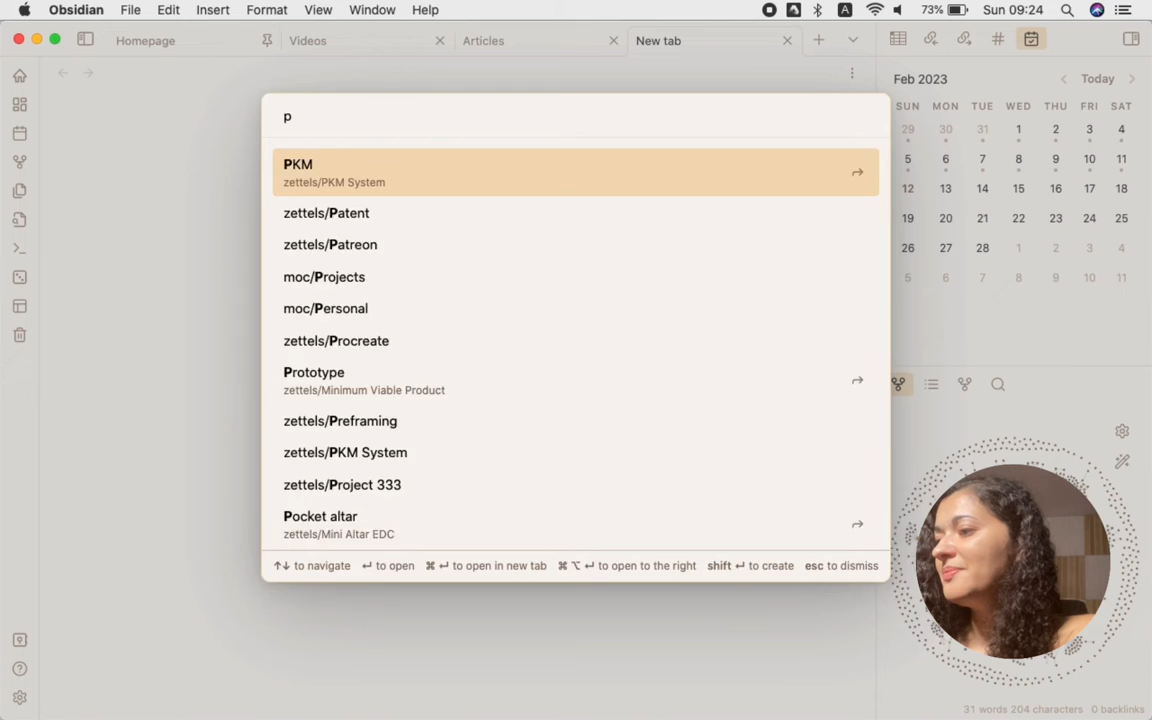 Obsidian File Edit Insert Format View Window Help A 73% Sun 09:24
Homepage Videos Articles New tab
p
PKM
zettels/PKM System
zettels/Patent
zettels/Patreon
moc/Projects
moc/Personal
zettels/Procreate
Prototype
zettels/Minimum Viable Product
zettels/Preframing
zettels/PKM System
zettels/Project 333
Pocket altar
zettels/Mini Altar EDC
↑↓ to navigate ↵ to open ⌘ ↵ to open in new tab ⌘ ⌥ ↵ to open to the right shift ↵ to create esc to dismiss
Feb 2023 < Today >
SUN MON TUE WED THU FRI SAT
29 30 31 1 2 3 4
5 6 7 8 9 10 11
12 13 14 15 16 17 18
19 20 21 22 23 24 25
26 27 28 1 2 3 4
5 6 7 8 9 10 11
31 words 204 characters 0 backlinks